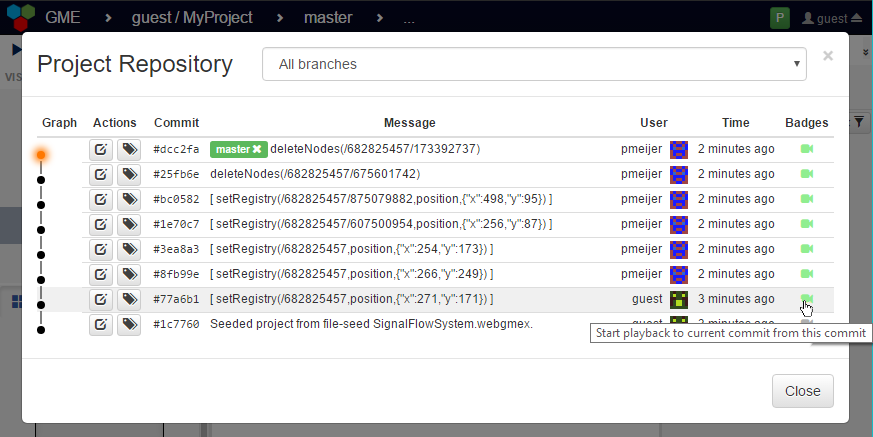 GME > guest / MyProject > master > ...
P guest
VIS
Project Repository All branches ×
Graph Actions Commit Message User Time Badges
#dcc2fa master ✖ deleteNodes(/682825457/173392737) pmeijer 2 minutes ago
#25fb6e deleteNodes(/682825457/675601742) pmeijer 2 minutes ago
#bc0582 [ setRegistry(/682825457/875079882,position,{"x":498,"y":95}) ] pmeijer 2 minutes ago
#1e70c7 [ setRegistry(/682825457/607500954,position,{"x":256,"y":87}) ] pmeijer 2 minutes ago
#3ea8a3 [ setRegistry(/682825457,position,{"x":254,"y":173}) ] pmeijer 2 minutes ago
#8fb99e [ setRegistry(/682825457,position,{"x":266,"y":249}) ] pmeijer 2 minutes ago
#77a6b1 [ setRegistry(/682825457,position,{"x":271,"y":171}) ] guest 3 minutes ago
#1c7760 Seeded project from file-seed SignalFlowSystem.webgmex.
Start playback to current commit from this commit
Close